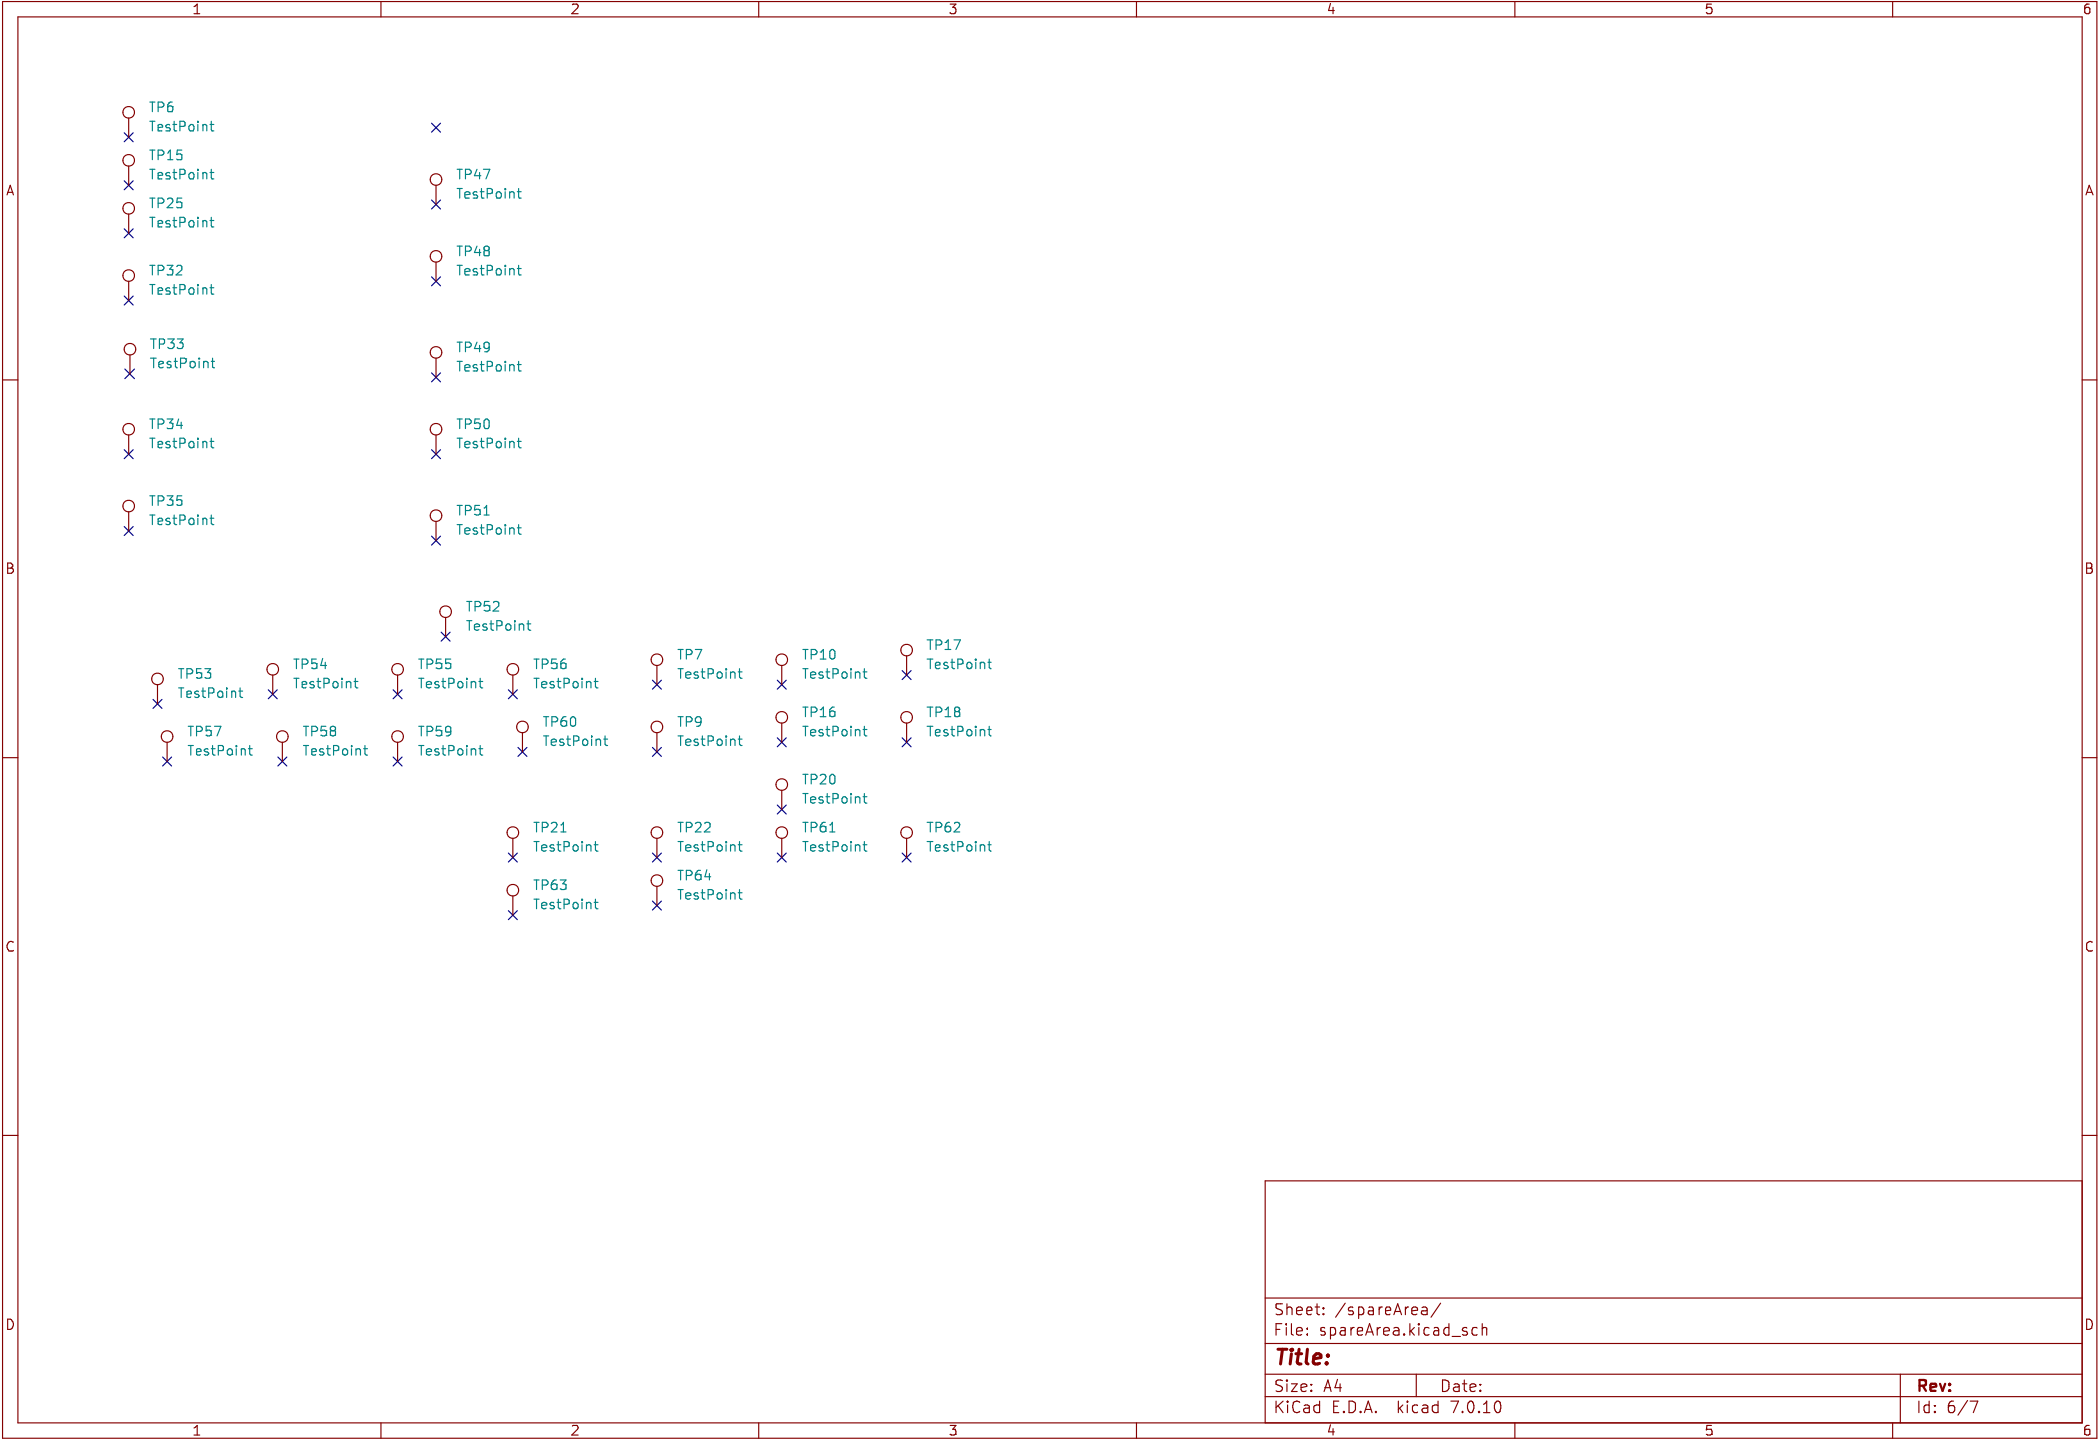 1 2 3 4 5 6
A A
B B
C C
D D
TP6
TestPoint
TP15
TestPoint
TP25
TestPoint
TP32
TestPoint
TP33
TestPoint
TP34
TestPoint
TP35
TestPoint
TP47
TestPoint
TP48
TestPoint
TP49
TestPoint
TP50
TestPoint
TP51
TestPoint
TP52
TestPoint
TP53
TestPoint
TP54
TestPoint
TP55
TestPoint
TP56
TestPoint
TP7
TestPoint
TP10
TestPoint
TP17
TestPoint
TP57
TestPoint
TP58
TestPoint
TP59
TestPoint
TP60
TestPoint
TP9
TestPoint
TP16
TestPoint
TP18
TestPoint
TP20
TestPoint
TP21
TestPoint
TP22
TestPoint
TP61
TestPoint
TP62
TestPoint
TP63
TestPoint
TP64
TestPoint
Sheet: /spareArea/
File: spareArea.kicad_sch
Title:
Size: A4 Date: Rev:
KiCad E.D.A. kicad 7.0.10 Id: 6/7
1 2 3 4 5 6